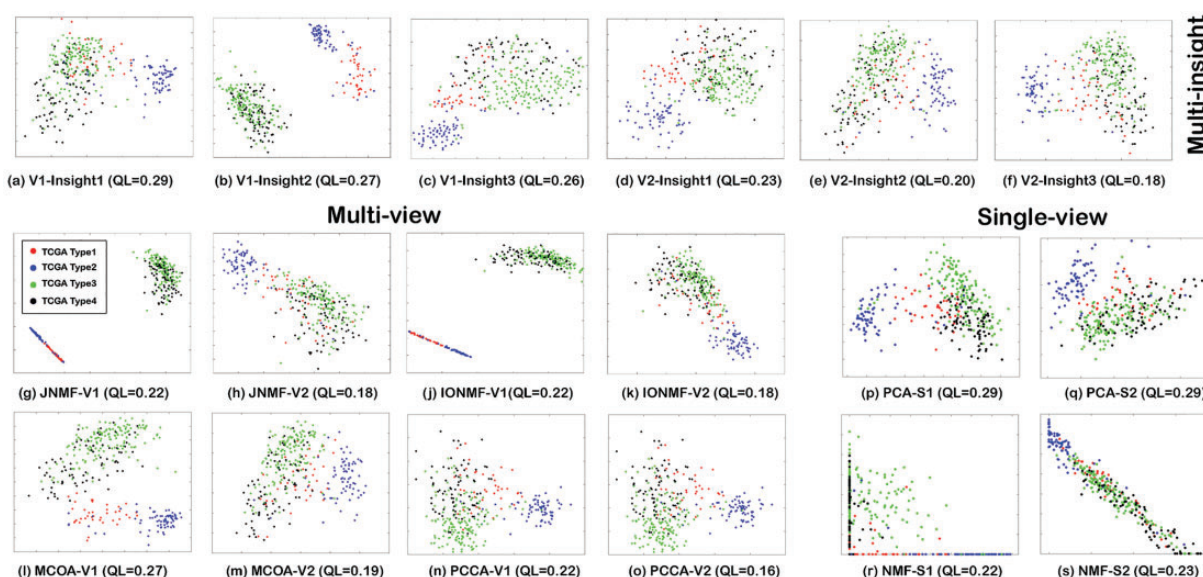 Multi-insight
(a) V1-Insight1 (QL=0.29)
(b) V1-Insight2 (QL=0.27)
(c) V1-Insight3 (QL=0.26)
(d) V2-Insight1 (QL=0.23)
(e) V2-Insight2 (QL=0.20)
(f) V2-Insight3 (QL=0.18)
Multi-view
Single-view
TCGA Type1
TCGA Type2
TCGA Type3
TCGA Type4
(g) JNMF-V1 (QL=0.22)
(h) JNMF-V2 (QL=0.18)
(j) IONMF-V1(QL=0.22)
(k) IONMF-V2 (QL=0.18)
(p) PCA-S1 (QL=0.29)
(q) PCA-S2 (QL=0.29)
(l) MCOA-V1 (QL=0.27)
(m) MCOA-V2 (QL=0.19)
(n) PCCA-V1 (QL=0.22)
(o) PCCA-V2 (QL=0.16)
(r) NMF-S1 (QL=0.22)
(s) NMF-S2 (QL=0.23)